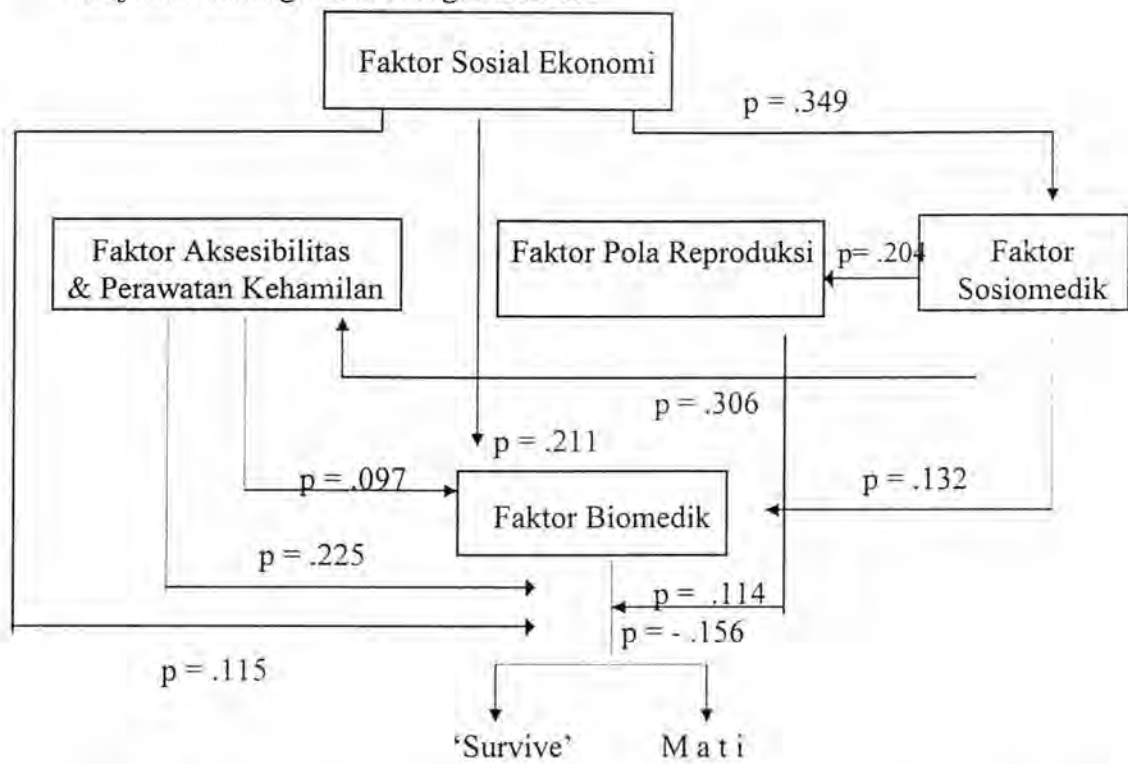 Faktor Sosial Ekonomi
p = .349
Faktor Aksesibilitas
& Perawatan Kehamilan
Faktor Pola Reproduksi
p= .204
Faktor
Sosiomedik
p = .306
p = .211
p = .097
Faktor Biomedik
p = .132
p = .225
p = .114
p = - .156
p = .115
‘Survive’
M a t i